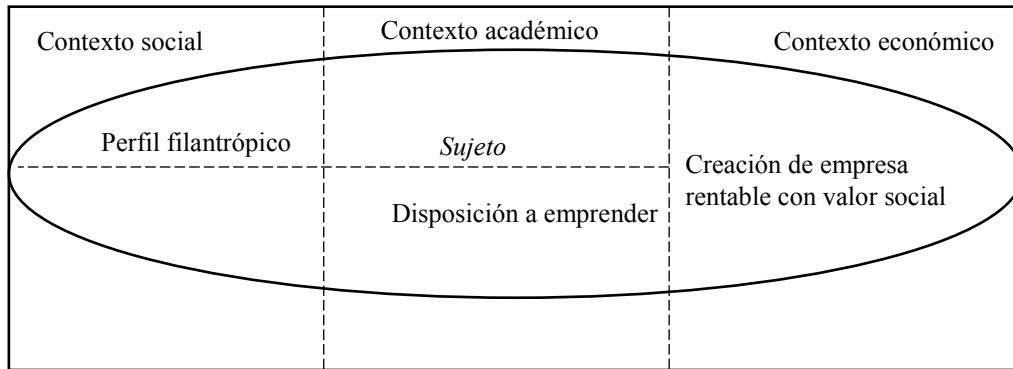 Contexto social
Contexto académico
Contexto económico
Perfil filantrópico
Sujeto
Disposición a emprender
Creación de empresa
rentable con valor social